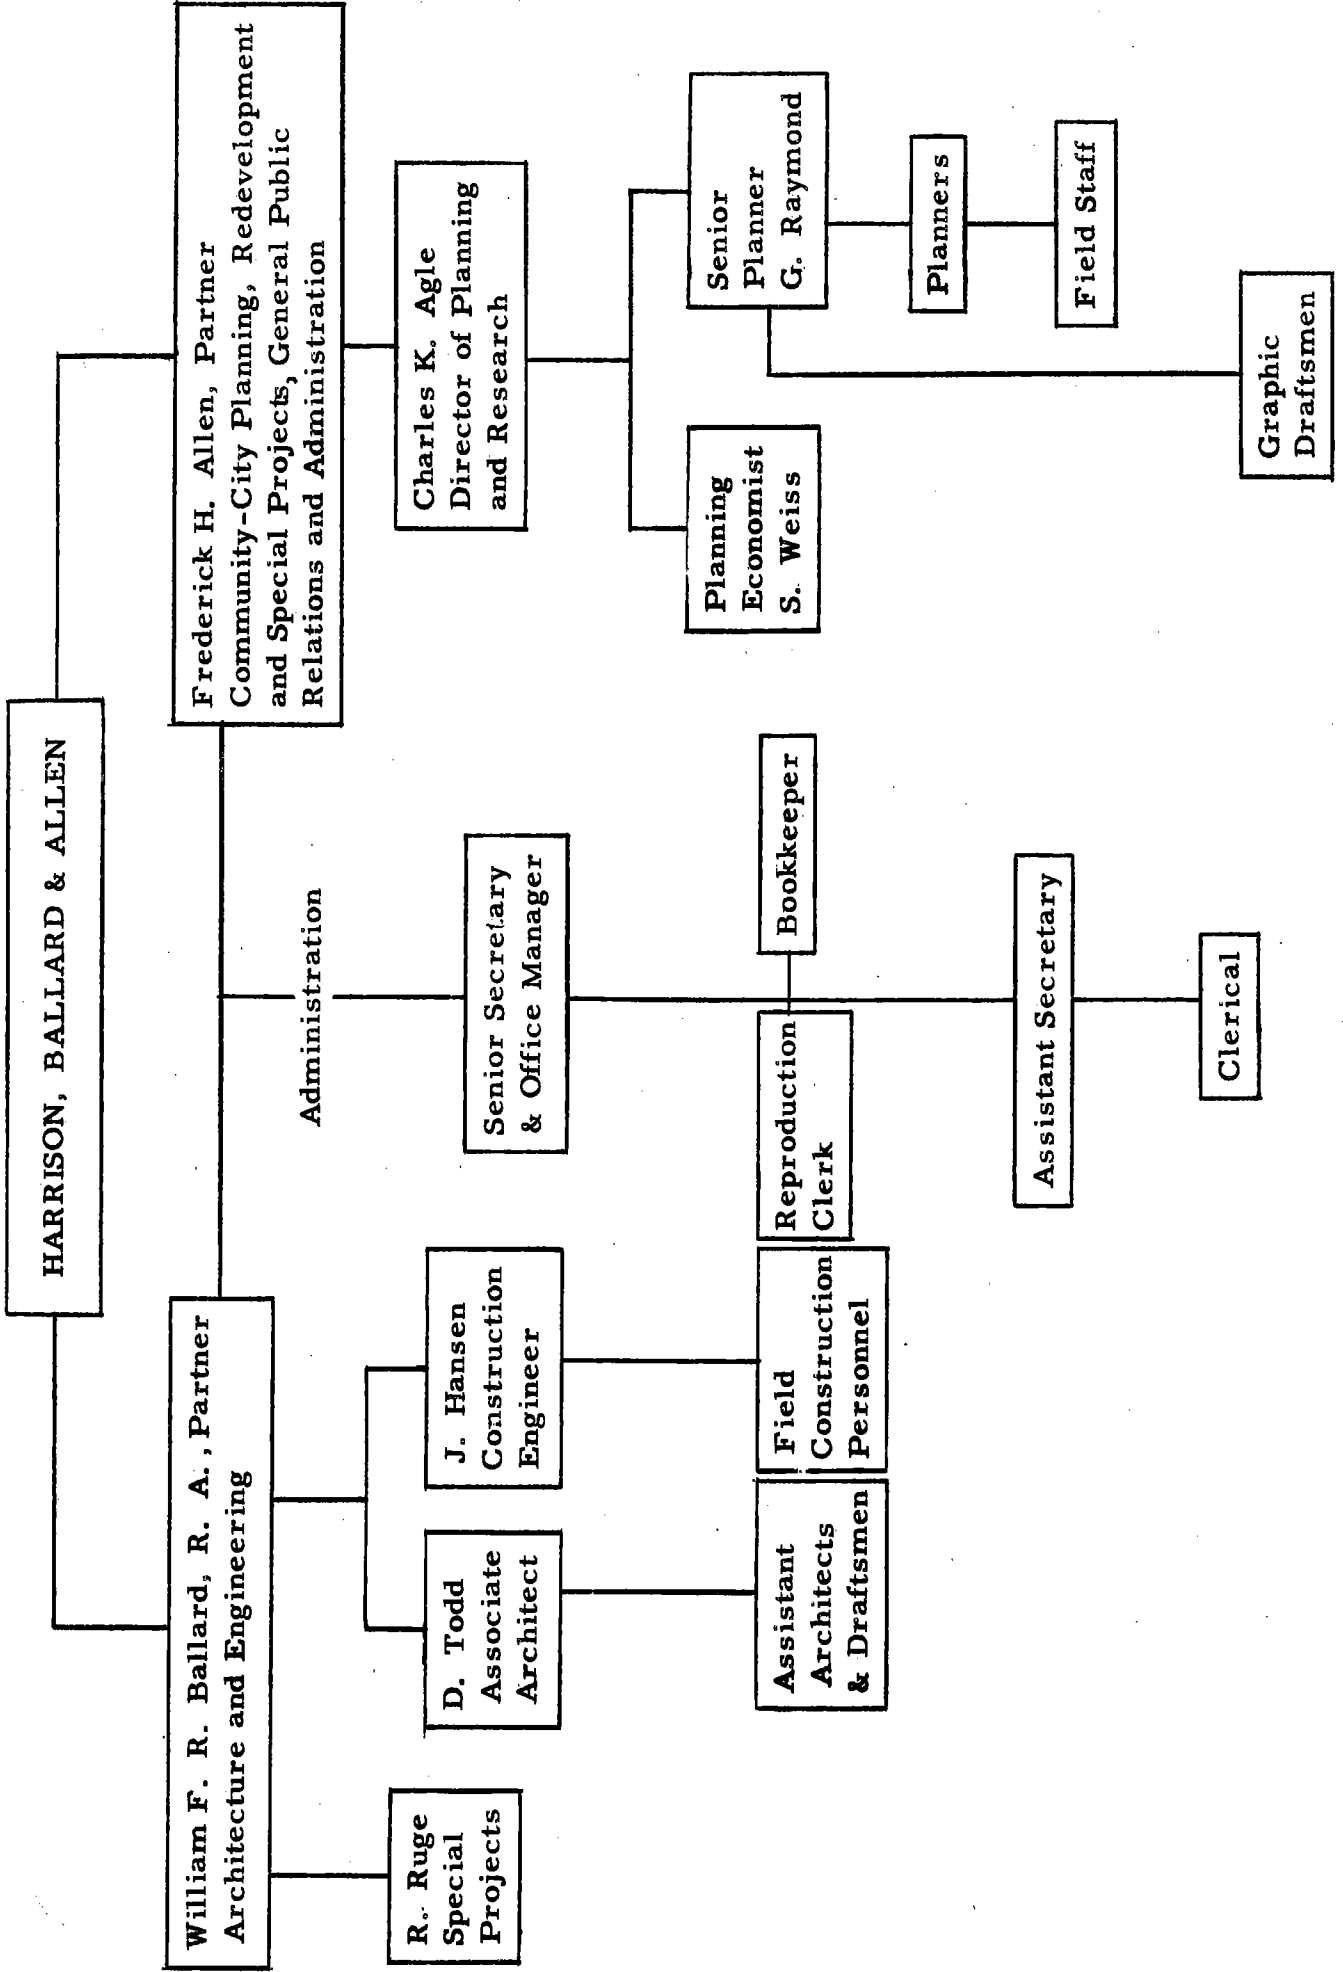 HARRISON, BALLARD & ALLEN
William F. R. Ballard, R. A., Partner
Architecture and Engineering
Frederick H. Allen, Partner
Community-City Planning, Redevelopment
and Special Projects, General Public
Relations and Administration
Administration
R. Ruge
Special
Projects
D. Todd
Associate
Architect
J. Hansen
Construction
Engineer
Senior Secretary
& Office Manager
Charles K. Agle
Director of Planning
and Research
Assistant
Architects
& Draftsmen
Field
Construction
Personnel
Reproduction
Clerk
Bookkeeper
Planning
Economist
S. Weiss
Senior
Planner
G. Raymond
Planners
Assistant Secretary
Field Staff
Clerical
Graphic
Draftsmen